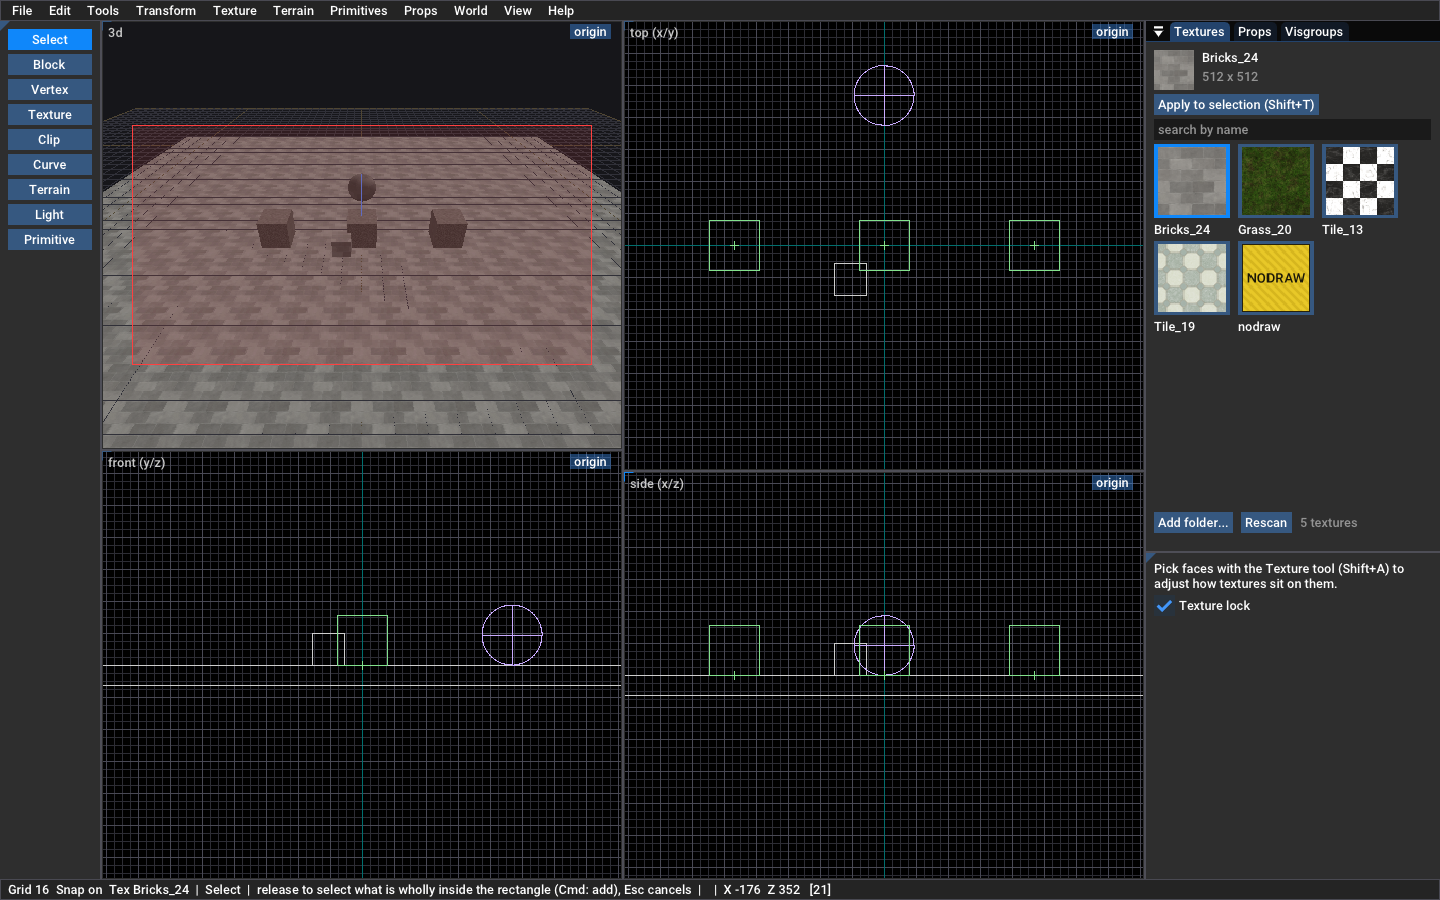 File Edit Tools Transform Texture Terrain Primitives Props World View Help
Select
Block
Vertex
Texture
Clip
Curve
Terrain
Light
Primitive
3d
origin
top (x/y)
origin
front (y/z)
origin
side (x/z)
origin
Textures Props Visgroups
Bricks_24
512 x 512
Apply to selection (Shift+T)
search by name
Bricks_24 Grass_20 Tile_13
NODRAW
Tile_19 nodraw
Add folder... Rescan 5 textures
Pick faces with the Texture tool (Shift+A) to
adjust how textures sit on them.
Texture lock
Grid 16 Snap on Tex Bricks_24 | Select | release to select what is wholly inside the rectangle (Cmd: add), Esc cancels | | X -176 Z 352 [21]